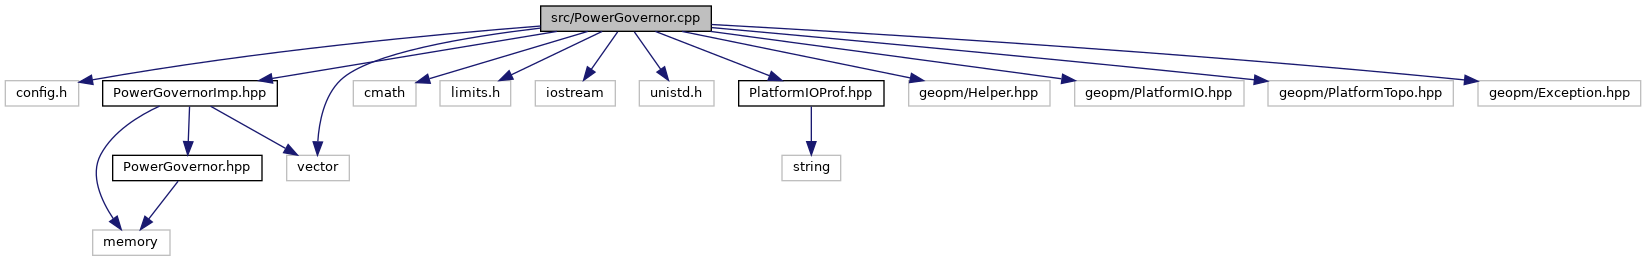 src/PowerGovernor.cpp
config.h
PowerGovernorImp.hpp
cmath
limits.h
iostream
unistd.h
PlatformIOProf.hpp
geopm/Helper.hpp
geopm/PlatformIO.hpp
geopm/PlatformTopo.hpp
geopm/Exception.hpp
PowerGovernor.hpp
vector
string
memory